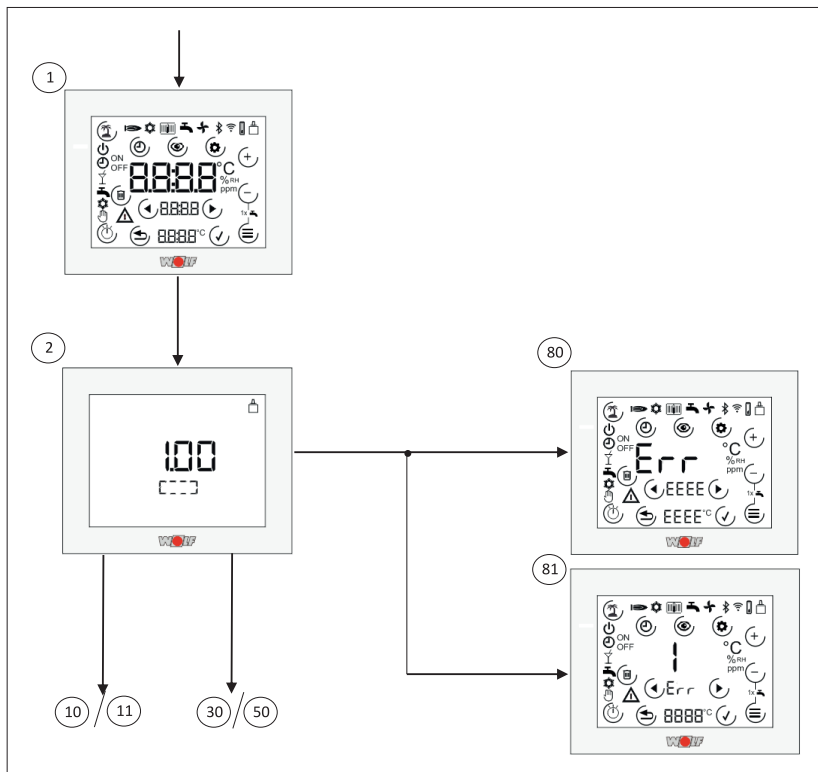 1
ON
OFF
8.8:8.8 °C
% RH
ppm
8.8:8.8
1x
8.8:8.8 °C
WOLF
2
1.00
WOLF
10 / 11
30 / 50
80
ON
OFF
Err °C
% RH
ppm
EEEE
1x
EEEE °C
WOLF
81
ON
OFF
1 °C
% RH
ppm
Err
1x
8888 °C
WOLF